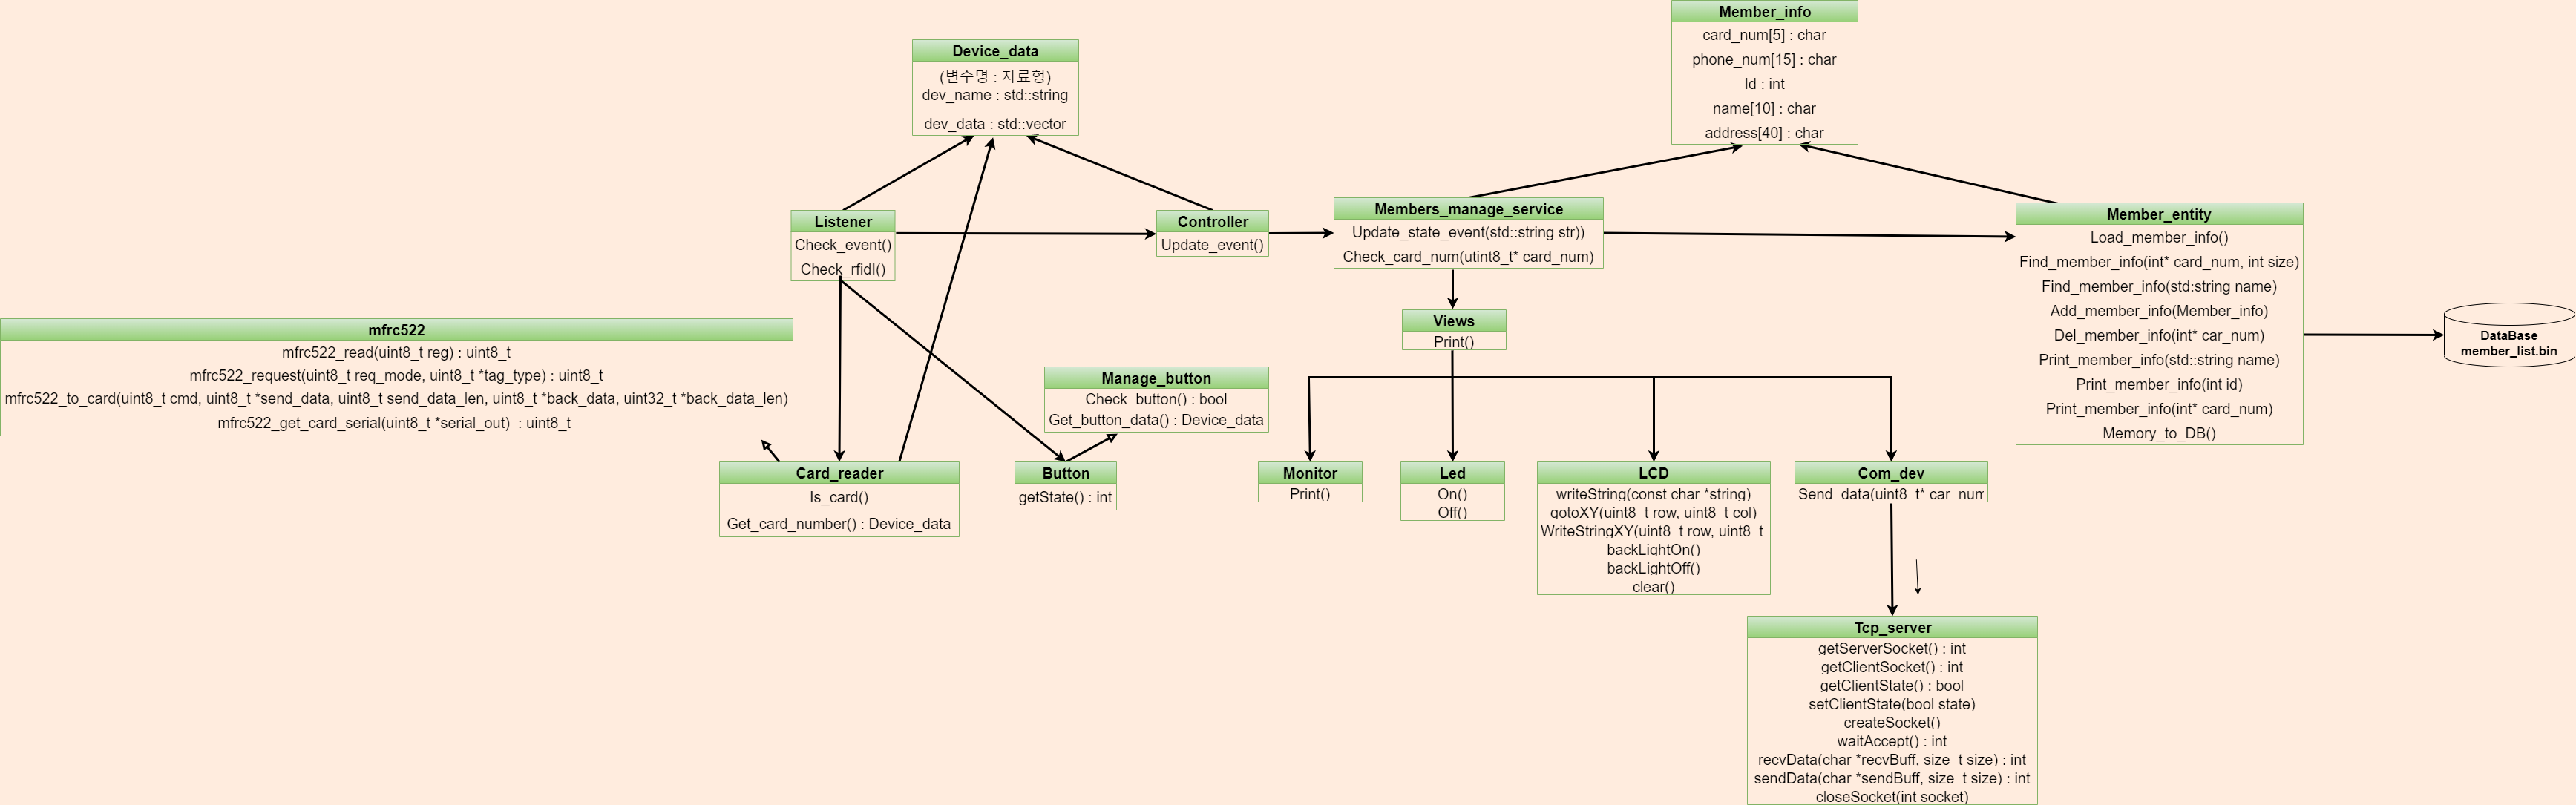 Member_info
card_num[5] : char
phone_num[15] : char
Id : int
name[10] : char
address[40] : char
Device_data
(변수명 : 자료형)
dev_name : std::string
dev_data : std::vector
Listener
Check_event()
Check_rfidI()
Controller
Update_event()
Members_manage_service
Update_state_event(std::string str))
Check_card_num(utint8_t* card_num)
Member_entity
Load_member_info()
Find_member_info(int* card_num, int size)
Find_member_info(std:string name)
Add_member_info(Member_info)
Del_member_info(int* car_num)
Print_member_info(std::string name)
Print_member_info(int id)
Print_member_info(int* card_num)
Memory_to_DB()
DataBase
member_list.bin
Views
Print()
mfrc522
mfrc522_read(uint8_t reg) : uint8_t
mfrc522_request(uint8_t req_mode, uint8_t *tag_type) : uint8_t
mfrc522_to_card(uint8_t cmd, uint8_t *send_data, uint8_t send_data_len, uint8_t *back_data, uint32_t *back_data_len)
mfrc522_get_card_serial(uint8_t *serial_out) : uint8_t
Manage_button
Check_button() : bool
Get_button_data() : Device_data
Card_reader
Is_card()
Get_card_number() : Device_data
Button
getState() : int
Monitor
Print()
Led
On()
Off()
LCD
writeString(const char *string)
gotoXY(uint8_t row, uint8_t col)
WriteStringXY(uint8_t row, uint8_t
backLightOn()
backLightOff()
clear()
Com_dev
Send_data(uint8_t* car_num
Tcp_server
getServerSocket() : int
getClientSocket() : int
getClientState() : bool
setClientState(bool state)
createSocket()
waitAccept() : int
recvData(char *recvBuff, size_t size) : int
sendData(char *sendBuff, size_t size) : int
closeSocket(int socket)